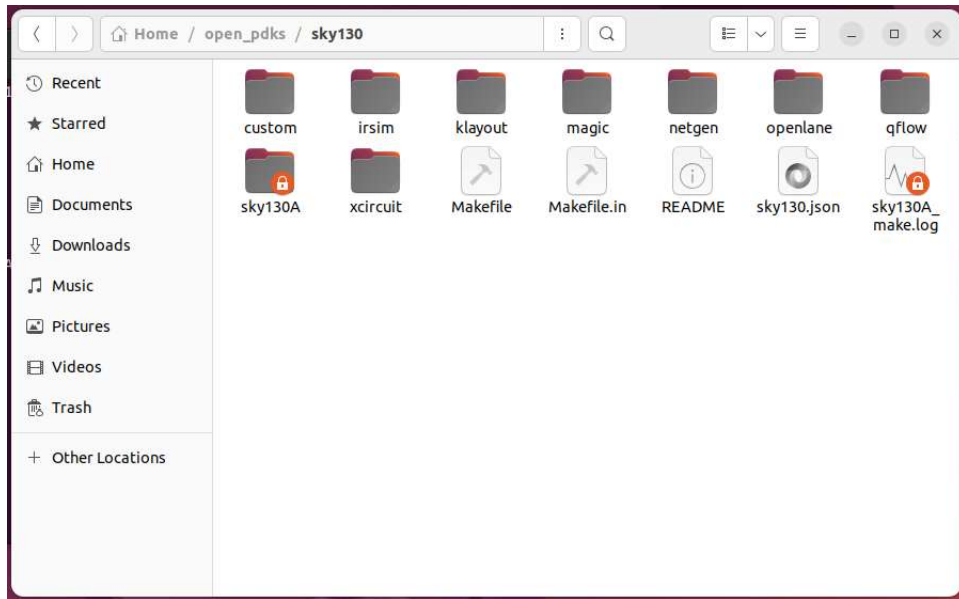 Home / open_pdks / sky130
Recent
Starred
Home
Documents
Downloads
Music
Pictures
Videos
Trash
Other Locations
custom irsim klayout magic netgen openlane qflow
sky130A xcircuit Makefile Makefile.in README sky130.json sky130A_
make.log